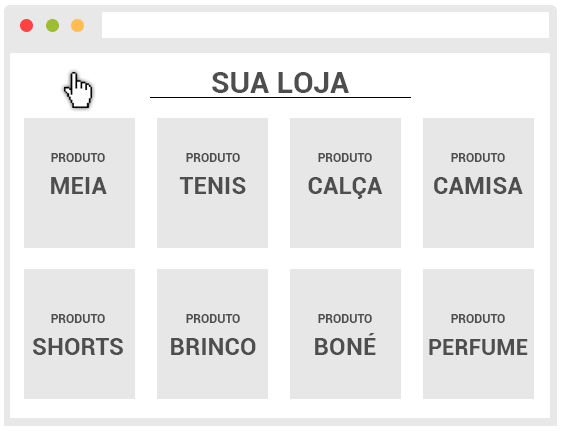 SUA LOJA
PRODUTO
MEIA
PRODUTO
TENIS
PRODUTO
CALÇA
PRODUTO
CAMISA
PRODUTO
SHORTS
PRODUTO
BRINCO
PRODUTO
BONÉ
PRODUTO
PERFUME